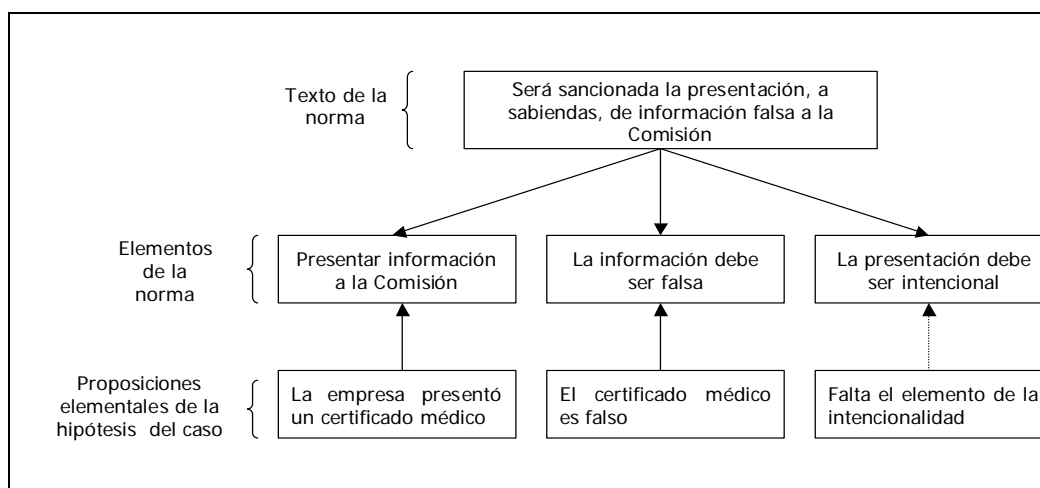 Texto de la
norma
Será sancionada la presentación, a
sabiendas, de información falsa a la
Comisión
Elementos
de la
norma
Presentar información
a la Comisión
La información debe
ser falsa
La presentación debe
ser intencional
Proposiciones
elementales de la
hipótesis del caso
La empresa presentó
un certificado médico
El certificado médico
es falso
Falta el elemento de la
intencionalidad